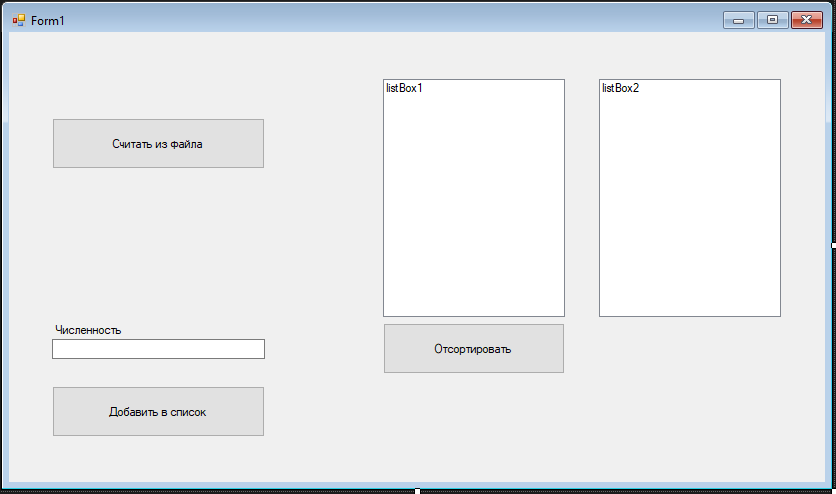 Form1
listBox1
listBox2
Считать из файла
Численность
Отсортировать
Добавить в список